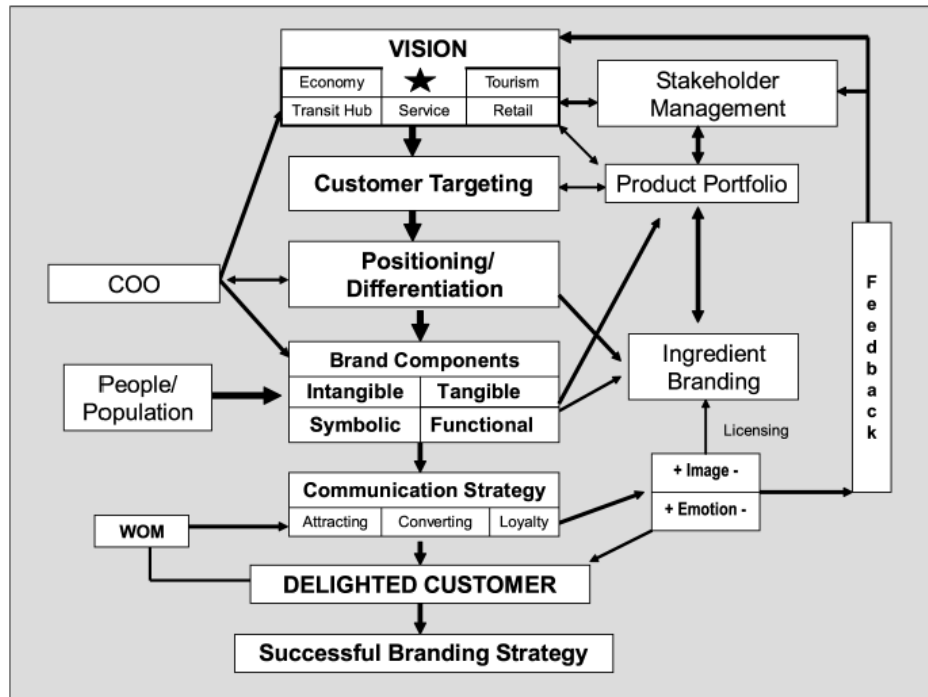 VISION
Economy
Tourism
Transit Hub
Service
Retail
Stakeholder
Management
Customer Targeting
Product Portfolio
Positioning/
Differentiation
COO
Feedback
Brand Components
Intangible
Tangible
Symbolic
Functional
People/
Population
Ingredient
Branding
Licensing
Communication Strategy
Attracting
Converting
Loyalty
+ Image -
+ Emotion -
WOM
DELIGHTED CUSTOMER
Successful Branding Strategy